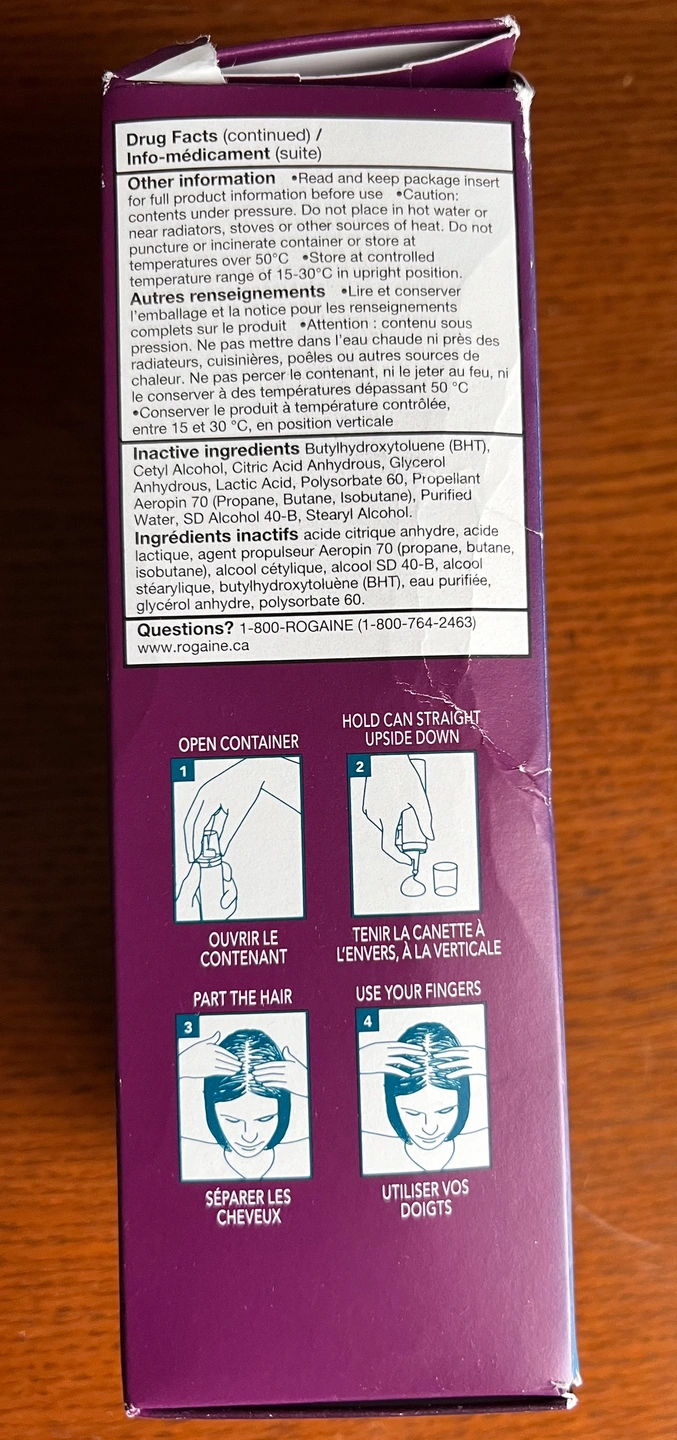 Drug Facts (continued) /
Info-médicament (suite)
Other information •Read and keep package insert
for full product information before use •Caution:
contents under pressure. Do not place in hot water or
near radiators, stoves or other sources of heat. Do not
puncture or incinerate container or store at
temperatures over 50°C •Store at controlled
temperature range of 15-30°C in upright position.
Autres renseignements •Lire et conserver
l'emballage et la notice pour les renseignements
complets sur le produit •Attention : contenu sous
pression. Ne pas mettre dans l'eau chaude ni près des
radiateurs, cuisinières, poêles ou autres sources de
chaleur. Ne pas percer le contenant, ni le jeter au feu, ni
le conserver à des températures dépassant 50 °C
•Conserver le produit à température contrôlée,
entre 15 et 30 °C, en position verticale
Inactive ingredients Butylhydroxytoluene (BHT),
Cetyl Alcohol, Citric Acid Anhydrous, Glycerol
Anhydrous, Lactic Acid, Polysorbate 60, Propellant
Aeropin 70 (Propane, Butane, Isobutane), Purified
Water, SD Alcohol 40-B, Stearyl Alcohol.
Ingrédients inactifs acide citrique anhydre, acide
lactique, agent propulseur Aeropin 70 (propane, butane,
isobutane), alcool cétylique, alcool SD 40-B, alcool
stéarylique, butylhydroxytoluène (BHT), eau purifiée,
glycérol anhydre, polysorbate 60.
Questions? 1-800-ROGAINE (1-800-764-2463)
www.rogaine.ca
OPEN CONTAINER
1
OUVRIR LE
CONTENANT
HOLD CAN STRAIGHT
UPSIDE DOWN
2
TENIR LA CANETTE À
L'ENVERS, À LA VERTICALE
PART THE HAIR
3
SÉPARER LES
CHEVEUX
USE YOUR FINGERS
4
UTILISER VOS
DOIGTS